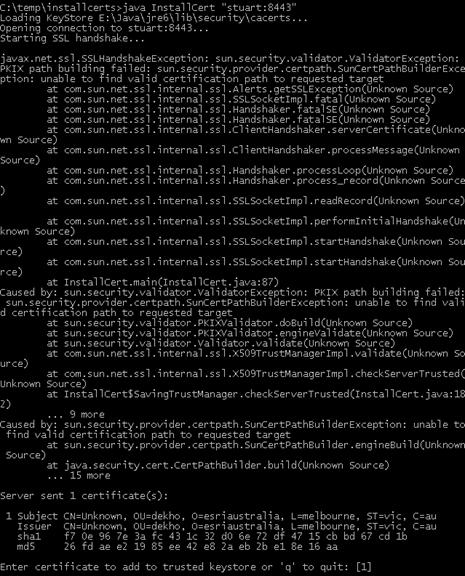 C:\temp\installcerts>java InstallCert "stuart:8443"
Loading KeyStore E:\Java\jre6\lib\security\cacerts...
Opening connection to stuart:8443...
Starting SSL handshake...
javax.net.ssl.SSLHandshakeException: sun.security.validator.ValidatorException:
PKIX path building failed: sun.security.provider.certpath.SunCertPathBuilderExce
ption: unable to find valid certification path to requested target
at com.sun.net.ssl.internal.ssl.Alerts.getSSLException(Unknown Source)
at com.sun.net.ssl.internal.ssl.SSLSocketImpl.fatal(Unknown Source)
at com.sun.net.ssl.internal.ssl.Handshaker.fatalSE(Unknown Source)
at com.sun.net.ssl.internal.ssl.Handshaker.fatalSE(Unknown Source)
at com.sun.net.ssl.internal.ssl.ClientHandshaker.serverCertificate(Unkno
wn Source)
at com.sun.net.ssl.internal.ssl.ClientHandshaker.processMessage(Unknown
Source)
at com.sun.net.ssl.internal.ssl.Handshaker.processLoop(Unknown Source)
at com.sun.net.ssl.internal.ssl.Handshaker.process_record(Unknown Source
)
at com.sun.net.ssl.internal.ssl.SSLSocketImpl.readRecord(Unknown Source)
at com.sun.net.ssl.internal.ssl.SSLSocketImpl.performInitialHandshake(Un
known Source)
at com.sun.net.ssl.internal.ssl.SSLSocketImpl.startHandshake(Unknown Sou
rce)
at com.sun.net.ssl.internal.ssl.SSLSocketImpl.startHandshake(Unknown Sou
rce)
at InstallCert.main(InstallCert.java:87)
Caused by: sun.security.validator.ValidatorException: PKIX path building failed:
sun.security.provider.certpath.SunCertPathBuilderException: unable to find vali
d certification path to requested target
at sun.security.validator.PKIXValidator.doBuild(Unknown Source)
at sun.security.validator.PKIXValidator.engineValidate(Unknown Source)
at sun.security.validator.Validator.validate(Unknown Source)
at com.sun.net.ssl.internal.ssl.X509TrustManagerImpl.validate(Unknown So
urce)
at com.sun.net.ssl.internal.ssl.X509TrustManagerImpl.checkServerTrusted(
Unknown Source)
at InstallCert$SavingTrustManager.checkServerTrusted(InstallCert.java:18
2)
... 9 more
Caused by: sun.security.provider.certpath.SunCertPathBuilderException: unable to
find valid certification path to requested target
at sun.security.provider.certpath.SunCertPathBuilder.engineBuild(Unknown
Source)
at java.security.cert.CertPathBuilder.build(Unknown Source)
... 15 more
Server sent 1 certificate(s):
1 Subject CN=Unknown, OU=dekho, O=esriaustralia, L=melbourne, ST=vic, C=au
Issuer CN=Unknown, OU=dekho, O=esriaustralia, L=melbourne, ST=vic, C=au
sha1 f7 0e 96 7e 3a fc 43 1c 32 d0 6e 72 df 47 15 cb bd 67 cd 1b
md5 26 fd ae e2 19 85 ee 42 e8 2a eb 2b e1 8e 16 aa
Enter certificate to add to trusted keystore or 'q' to quit: [1]